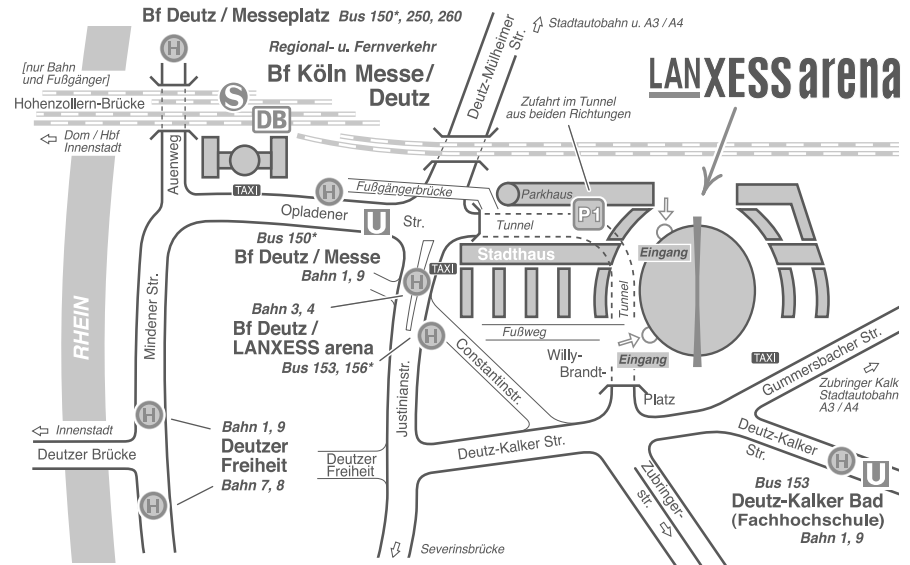 Bf Deutz / Messeplatz Bus 150*, 250, 260
H
Regional- u. Fernverkehr
Bf Köln Messe/
Deutz
[nur Bahn
und Fußgänger]
Hohenzollern-Brücke
S
DB
Dom / Hbf
Innenstadt
Auenweg
Deutz-Mülheimer
Str.
Stadtautobahn u. A3 / A4
LANXESS arena
Zufahrt im Tunnel
aus beiden Richtungen
TAXI
H
Fußgängerbrücke
Opladener
U
Str.
Parkhaus
P1
Tunnel
Stadthaus
Eingang
Tunnel
Bus 150*
Bf Deutz / Messe
Bahn 1, 9
TAXI
H
Bahn 3, 4
Bf Deutz /
LANXESS arena
Bus 153, 156*
H
Mindener Str.
RHEIN
Fußweg
Willy-
Brandt-
Platz
Eingang
TAXI
Gummersbacher Str.
Zubringer Kalk
Stadtautobahn
A3 / A4
Constantinstr.
Justinianstr.
Innenstadt
Deutzer Brücke
H
Bahn 1, 9
Deutzer
Freiheit
Bahn 7, 8
H
Deutzer
Freiheit
Deutz-Kalker Str.
Deutz-Kalker
Str.
H
U
Zubringer-
str.
Bus 153
Deutz-Kalker Bad
(Fachhochschule)
Bahn 1, 9
Severinsbrücke